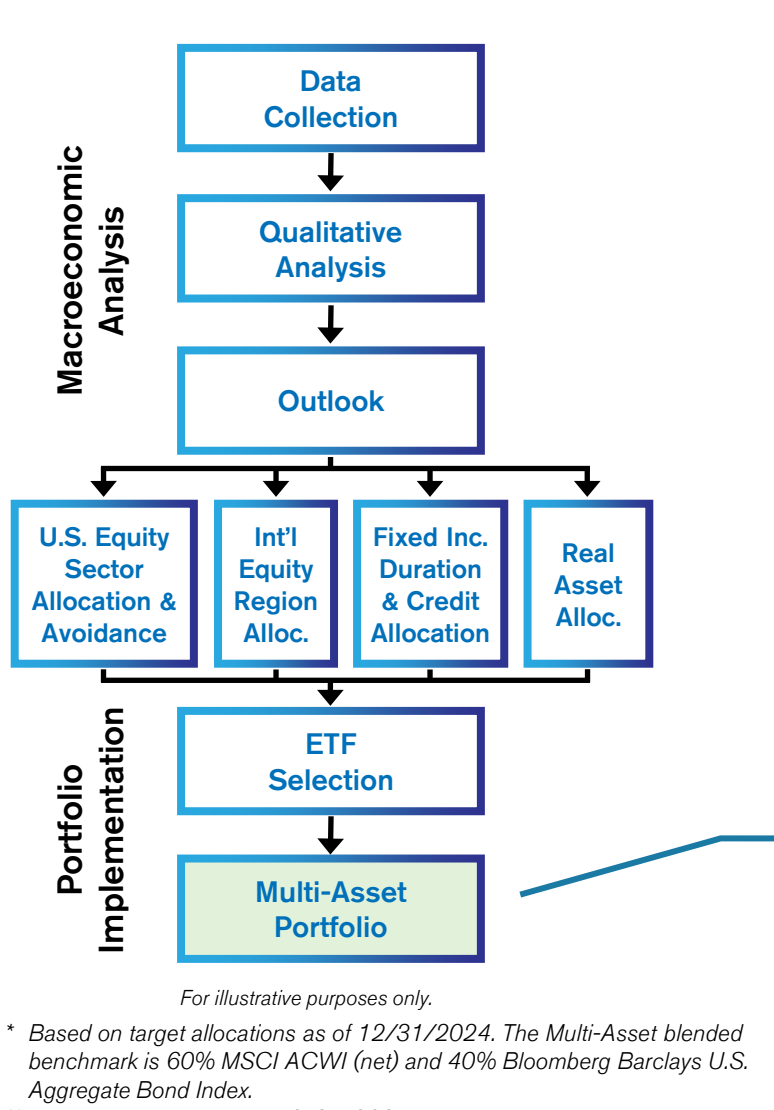 Data
Collection
Macroeconomic
Analysis
Qualitative
Analysis
Outlook
U.S. Equity
Sector
Allocation &
Avoidance
Int'l
Equity
Region
Alloc.
Fixed Inc.
Duration
& Credit
Allocation
Real
Asset
Alloc.
Portfolio
Implementation
ETF
Selection
Multi-Asset
Portfolio
For illustrative purposes only.
* Based on target allocations as of 12/31/2024. The Multi-Asset blended
benchmark is 60% MSCI ACWI (net) and 40% Bloomberg Barclays U.S.
Aggregate Bond Index.